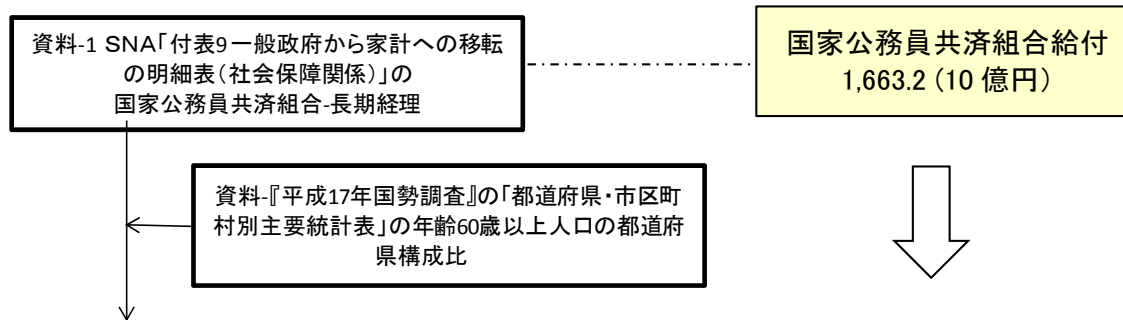 資料-1 SNA「付表9一般政府から家計への移転
の明細表(社会保障関係)」の
国家公務員共済組合-長期経理
国家公務員共済組合給付
1,663.2 (10 億円)
資料-『平成17年国勢調査』の「都道府県・市区町
村別主要統計表」の年齢60歳以上人口の都道府
県構成比